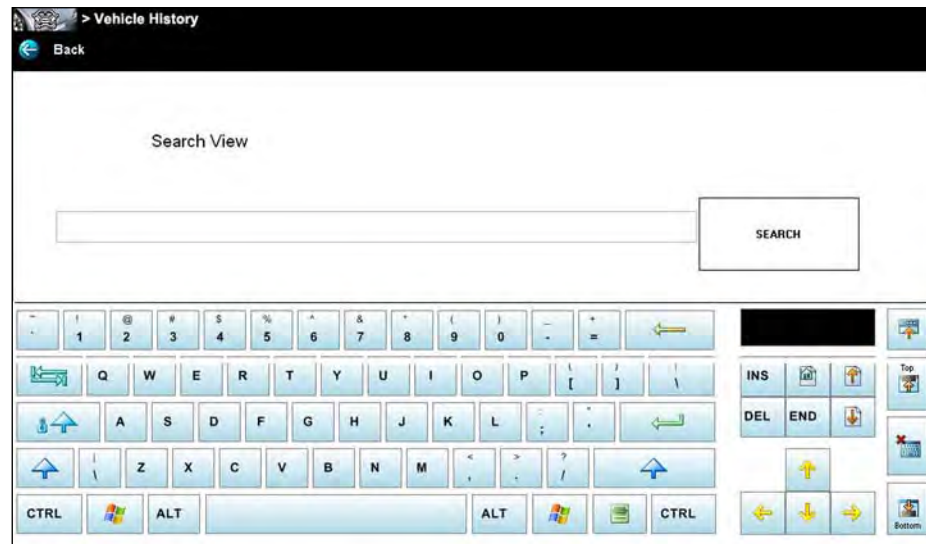 > Vehicle History
Back
Search View
SEARCH
~ ! @ # $ % ^ & * ( ) _ +
` 1 2 3 4 5 6 7 8 9 0 - =
Q W E R T Y U I O P { [ } ] | \
INS
Top
A S D F G H J K L : ; " '
DEL END
| \ Z X C V B N M < , > . ? /
CTRL ALT ALT CTRL
Bottom